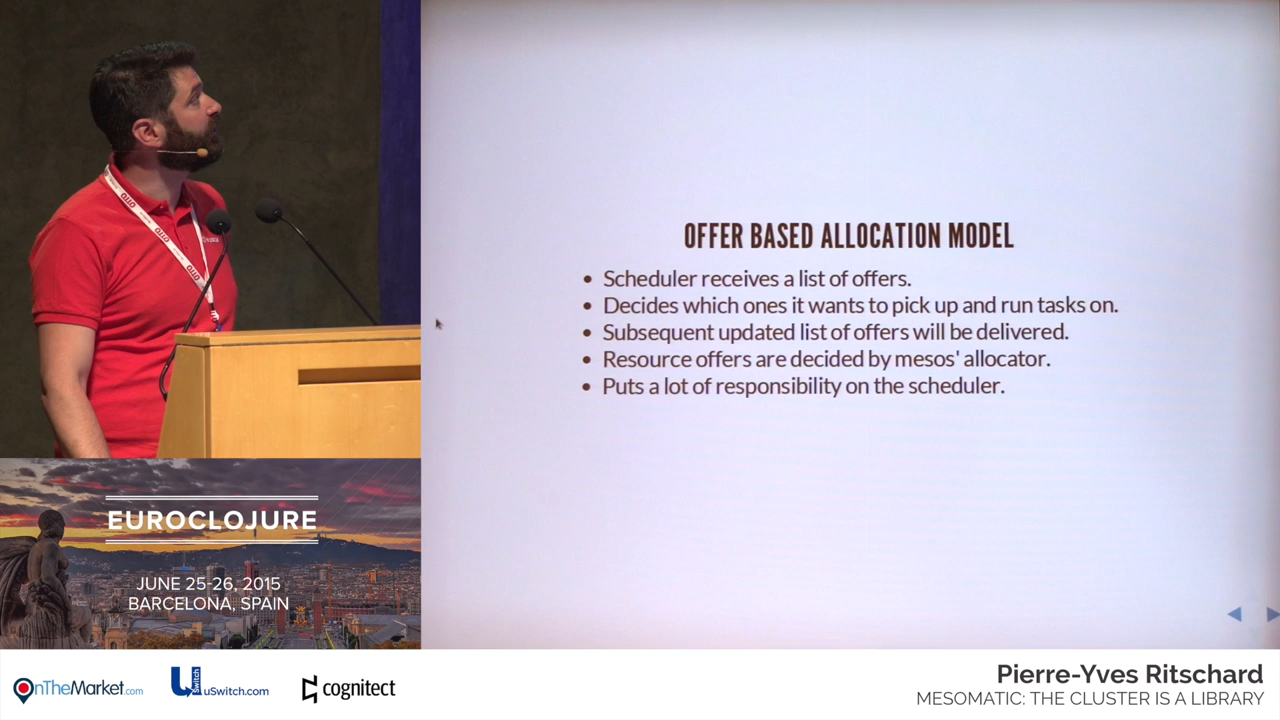 OFFER BASED ALLOCATION MODEL
• Scheduler receives a list of offers.
• Decides which ones it wants to pick up and run tasks on.
• Subsequent updated list of offers will be delivered.
• Resource offers are decided by mesos' allocator.
• Puts a lot of responsibility on the scheduler.
EUROCLOJURE
JUNE 25-26, 2015
BARCELONA, SPAIN
OnTheMarket.com
U Switch
uSwitch.com
cognitect
Pierre-Yves Ritschard
MESOMATIC: THE CLUSTER IS A LIBRARY